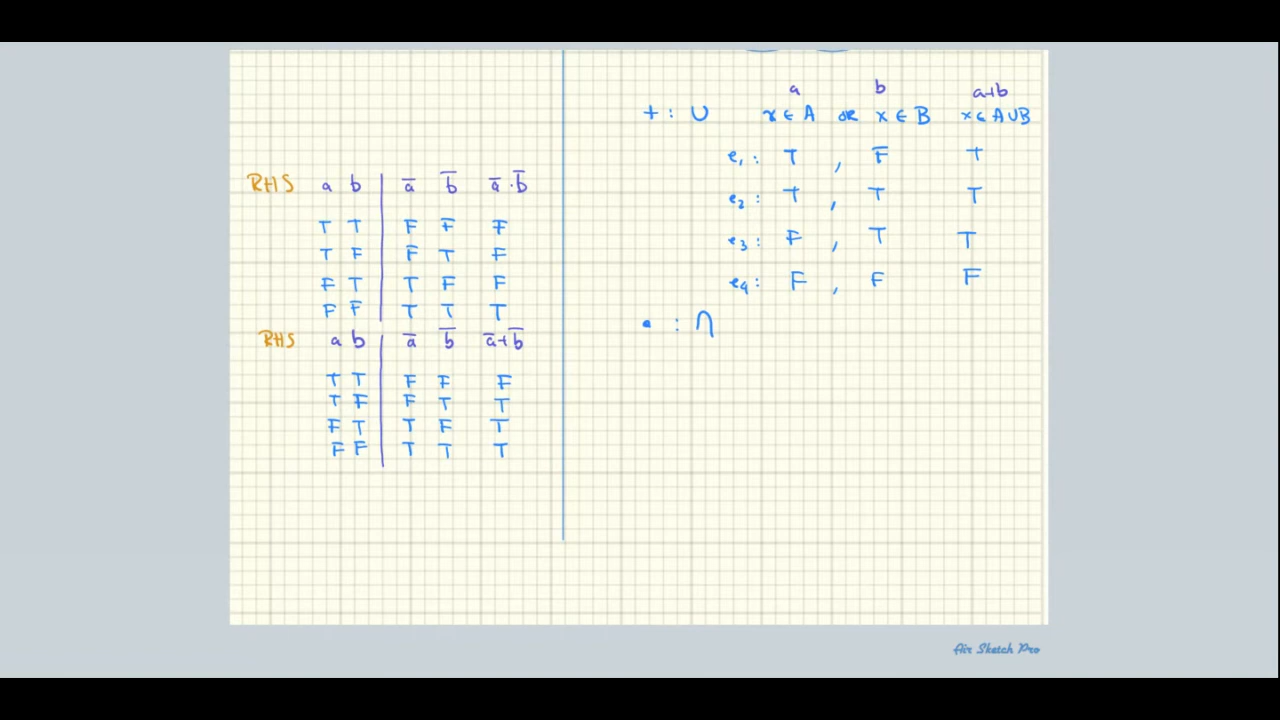 RHS a b | a̅ b̅ a̅ · b̅
T T F F F
T F F T F
F T T F F
F F T T T
RHS a b | a̅ b̅ a̅ + b̅
T T F F F
T F F T T
F T T F T
F F T T T
a b a+b
+ : ∪ x ∈ A or x ∈ B x ∈ A ∪ B
e₁ : T , F T
e₂ : T , T T
e₃ : F , T T
e₄ : F , F F
• : ∩
Air Sketch Pro